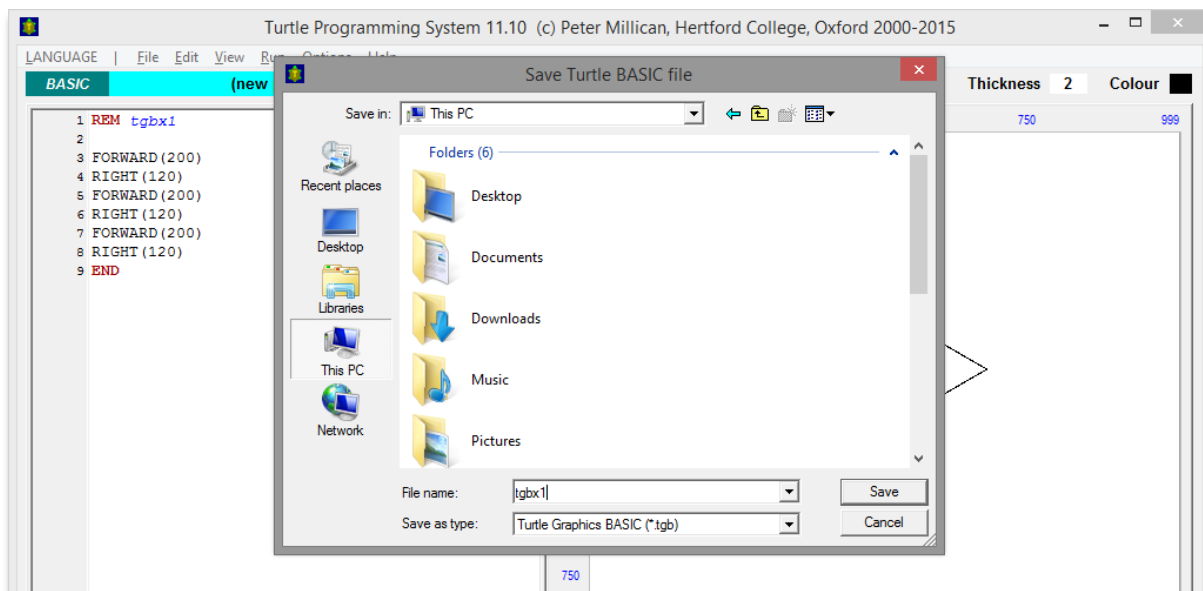 Turtle Programming System 11.10 (c) Peter Millican, Hertford College, Oxford 2000-2015
LANGUAGE | File Edit View Run Options Help
BASIC (new
Thickness 2 Colour
750 999
1 REM tgbx1
2
3 FORWARD(200)
4 RIGHT(120)
5 FORWARD(200)
6 RIGHT(120)
7 FORWARD(200)
8 RIGHT(120)
9 END
Save Turtle BASIC file
Save in: This PC
Recent places
Desktop
Libraries
This PC
Network
Folders (6)
Desktop
Documents
Downloads
Music
Pictures
File name: tgbx1
Save
Save as type: Turtle Graphics BASIC (*.tgb)
Cancel
750